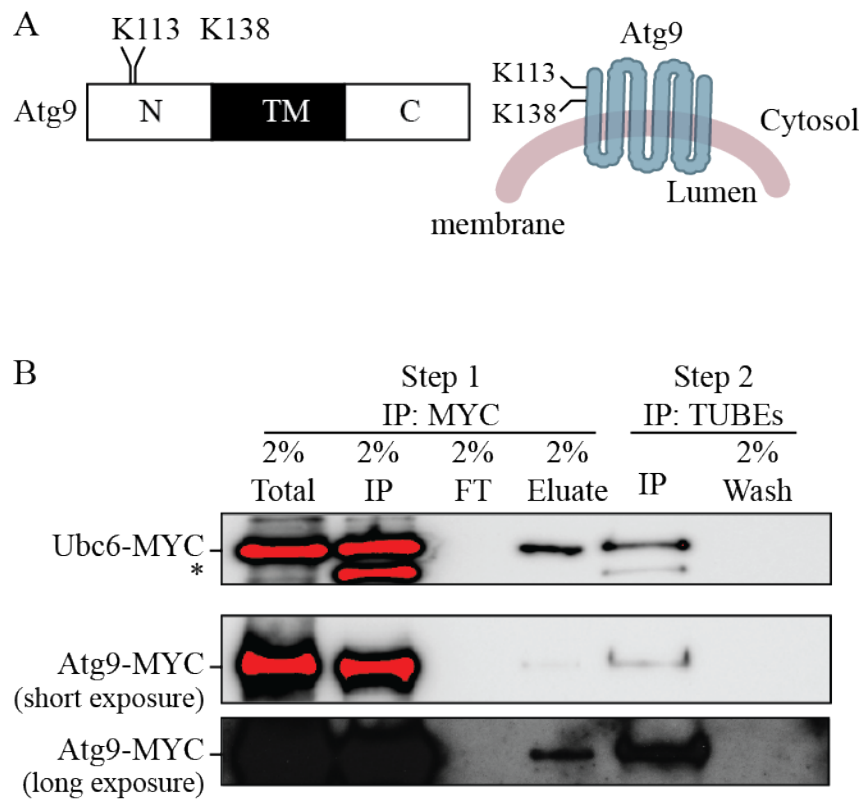 A
K113 K138
Atg9 N TM C
Atg9
K113
K138
Cytosol
Lumen
membrane
B
Step 1 Step 2
IP: MYC IP: TUBEs
2% 2% 2% 2% 2%
Total IP FT Eluate IP Wash
Ubc6-MYC
*
Atg9-MYC
(short exposure)
Atg9-MYC
(long exposure)